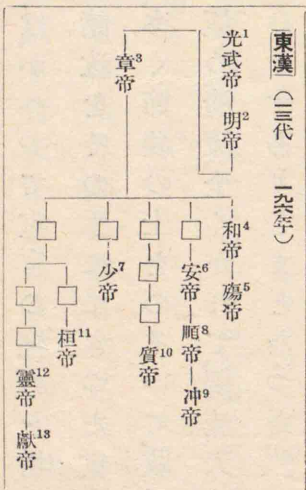 東漢（一三代　一九六年）
光武帝1―明帝2
章帝3
和帝4―殤帝5
安帝6―順帝8―冲帝9
質帝10
少帝7
桓帝11
靈帝12―獻帝13